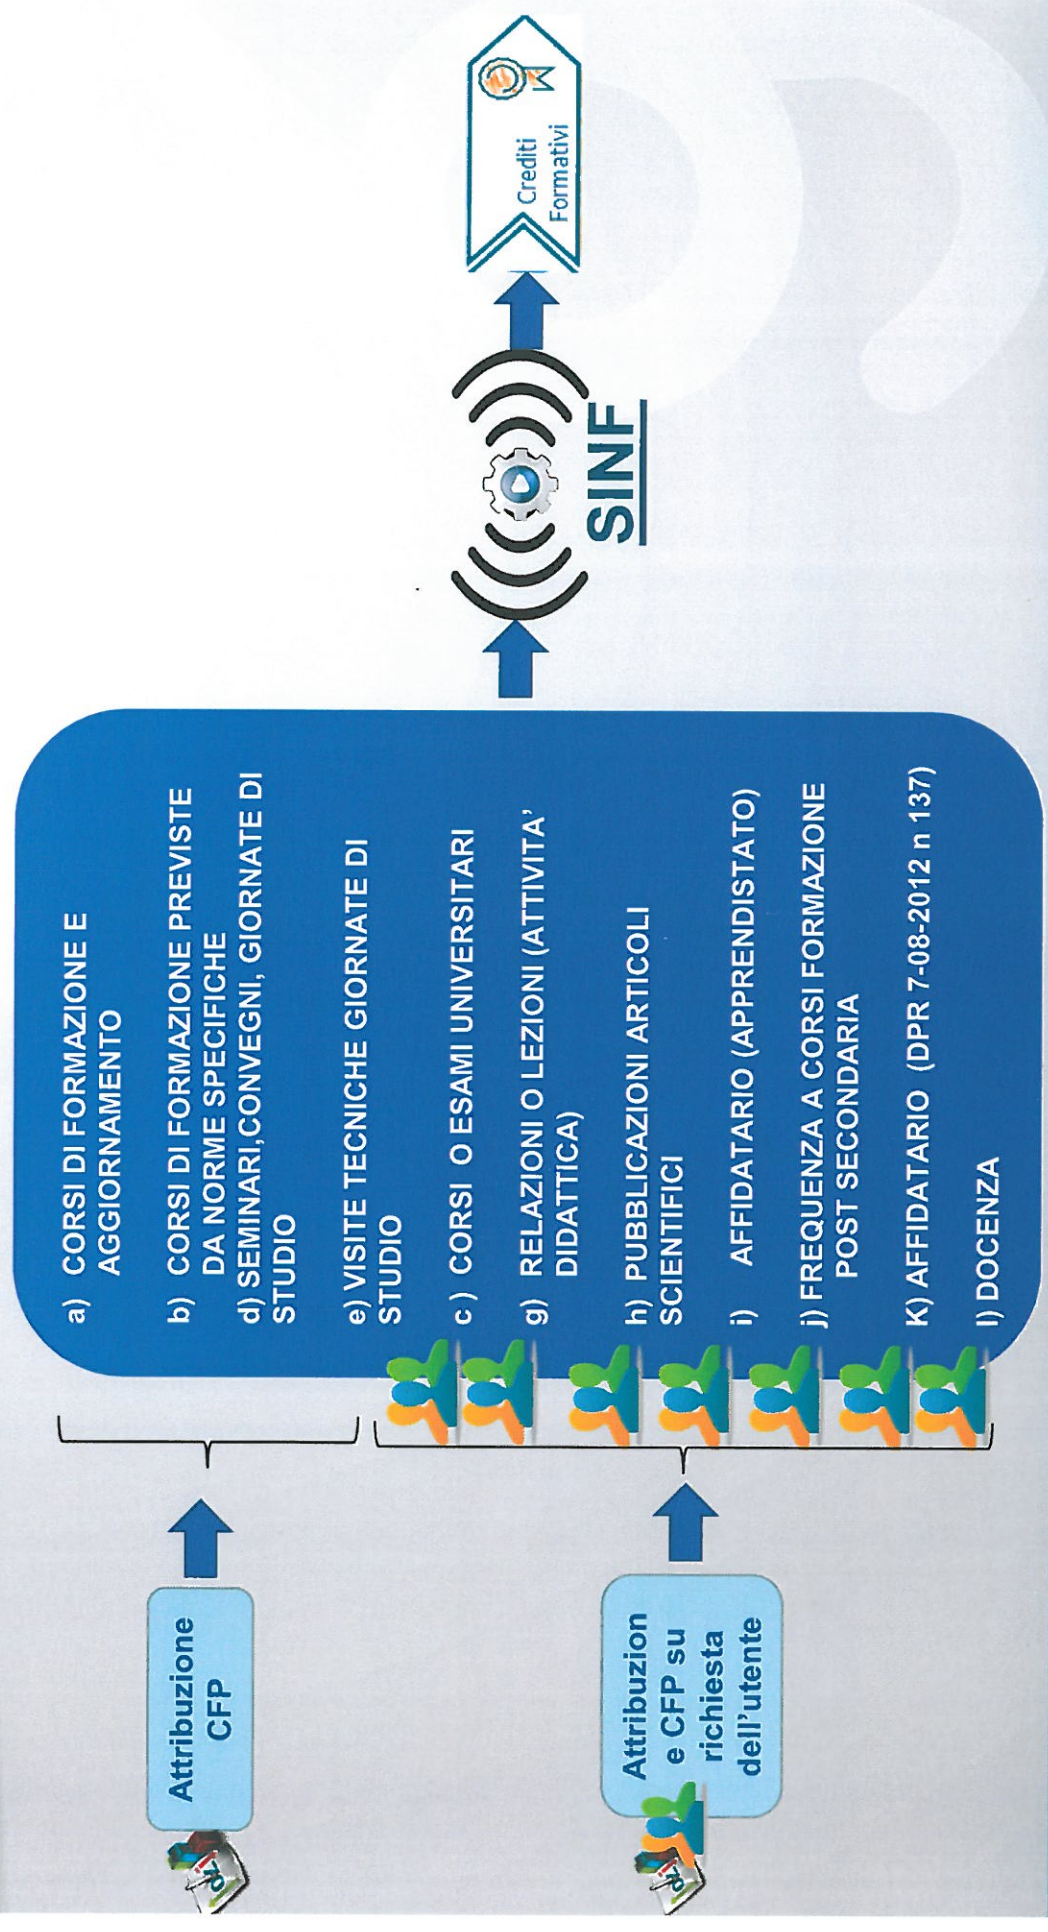 Attribuzione
CFP
Attribuzion
e CFP su
richiesta
dell'utente
a) CORSI DI FORMAZIONE E
AGGIORNAMENTO
b) CORSI DI FORMAZIONE PREVISTE
DA NORME SPECIFICHE
d) SEMINARI,CONVEGNI, GIORNATE DI
STUDIO
e) VISITE TECNICHE GIORNATE DI
STUDIO
c ) CORSI O ESAMI UNIVERSITARI
g) RELAZIONI O LEZIONI (ATTIVITA'
DIDATTICA)
h) PUBBLICAZIONI ARTICOLI
SCIENTIFICI
i) AFFIDATARIO (APPRENDISTATO)
j) FREQUENZA A CORSI FORMAZIONE
POST SECONDARIA
K) AFFIDATARIO (DPR 7-08-2012 n 137)
l) DOCENZA
SINF
Crediti
Formativi